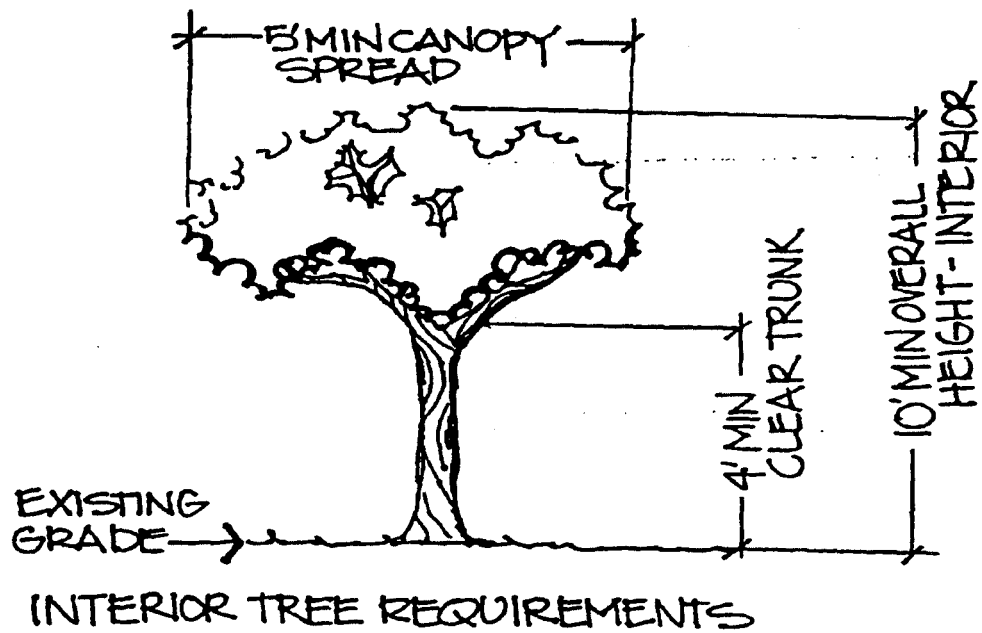 5' MIN CANOPY
SPREAD
10' MIN OVERALL
HEIGHT - INTERIOR
4' MIN
CLEAR TRUNK
EXISTING
GRADE
INTERIOR TREE REQUIREMENTS